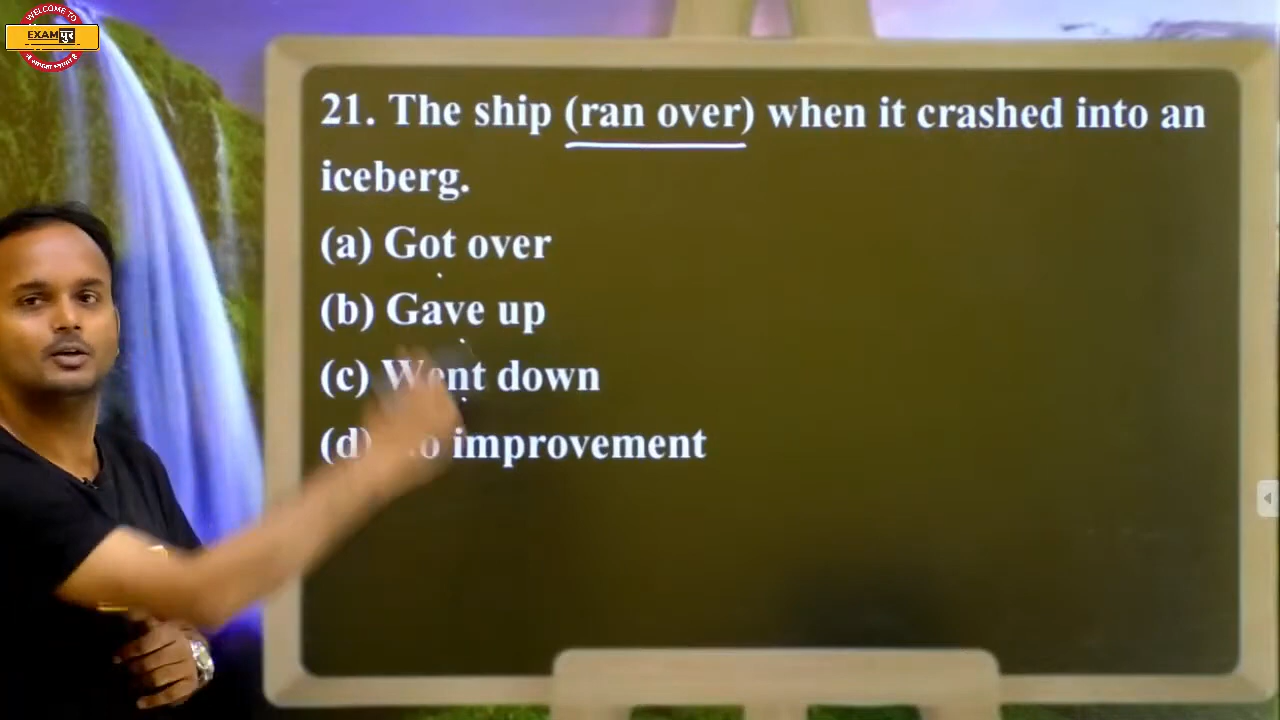 WELCOME TO
EXAMपुर
21. The ship (ran over) when it crashed into an
iceberg.
(a) Got over
(b) Gave up
(c) Went down
(d) improvement